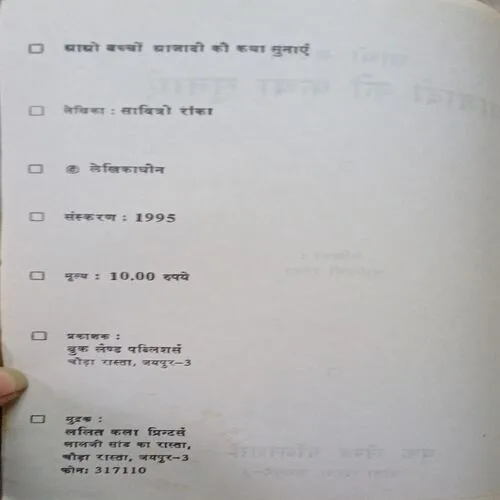 आओ बच्चों आजादी की कथा सुनाएं
लेखिका : सावित्री रांका
© लेखिकाधीन
संस्करण : 1995
मूल्य : 10.00 रुपये
प्रकाशक :
बुक लैण्ड पब्लिशर्स
चौड़ा रास्ता, जयपुर-3
मुद्रक :
ललित कला प्रिन्टर्स
लालजी सांड का रास्ता,
चौड़ा रास्ता, जयपुर-3
फोन: 317110